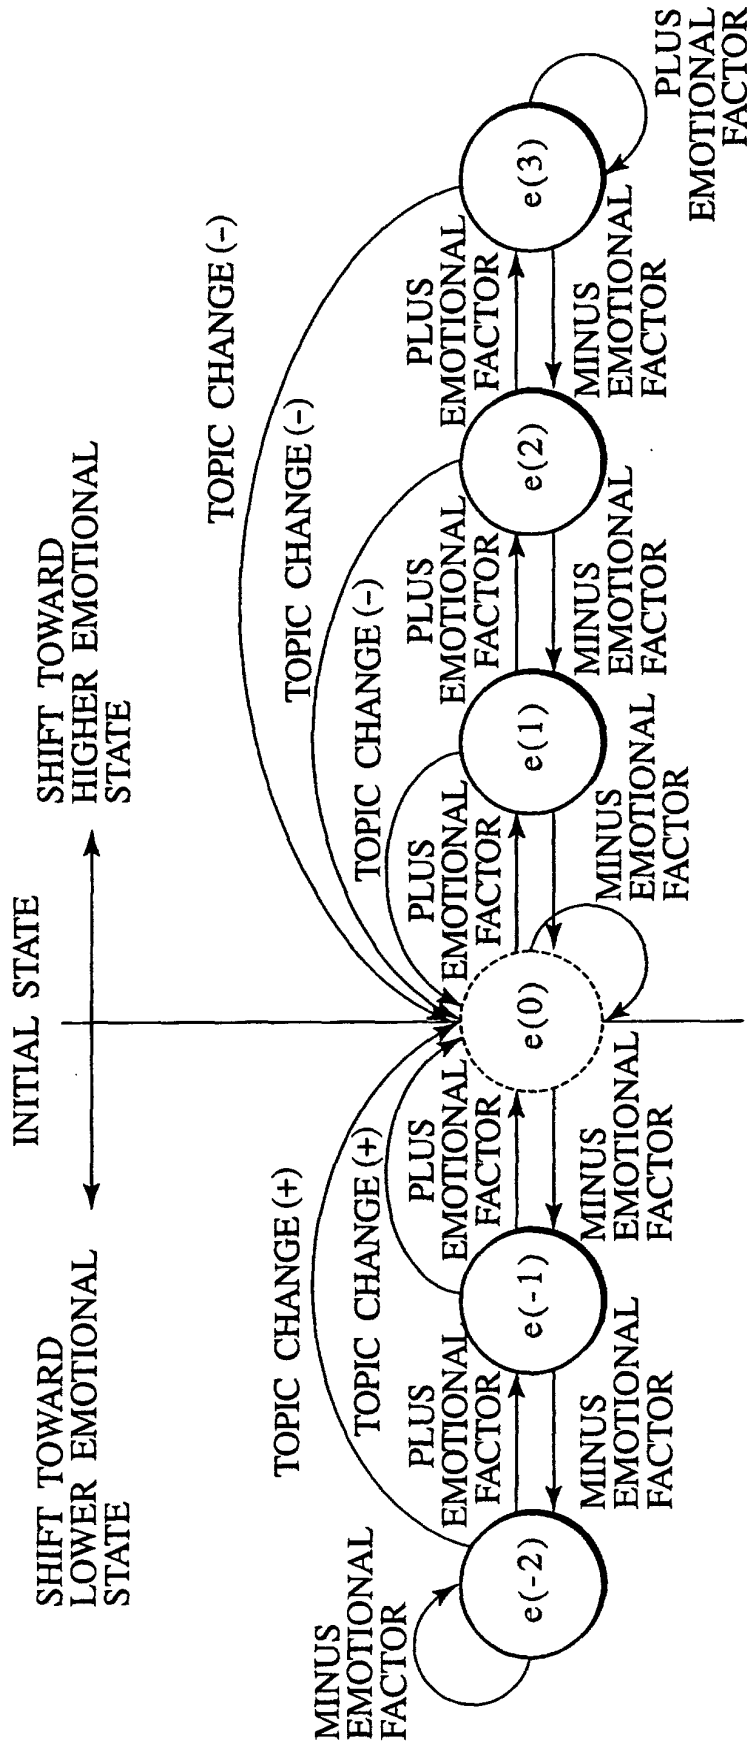 INITIAL STATE
SHIFT TOWARD
LOWER EMOTIONAL
STATE
SHIFT TOWARD
HIGHER EMOTIONAL
STATE
TOPIC CHANGE (+)
TOPIC CHANGE (+)
TOPIC CHANGE (-)
TOPIC CHANGE (-)
TOPIC CHANGE (-)
MINUS
EMOTIONAL
FACTOR
PLUS
EMOTIONAL
FACTOR
PLUS
EMOTIONAL
FACTOR
PLUS
EMOTIONAL
FACTOR
PLUS
EMOTIONAL
FACTOR
PLUS
EMOTIONAL
FACTOR
e(-2)
e(-1)
e(0)
e(1)
e(2)
e(3)
MINUS
EMOTIONAL
FACTOR
MINUS
EMOTIONAL
FACTOR
MINUS
EMOTIONAL
FACTOR
MINUS
EMOTIONAL
FACTOR
MINUS
EMOTIONAL
FACTOR
PLUS
EMOTIONAL
FACTOR